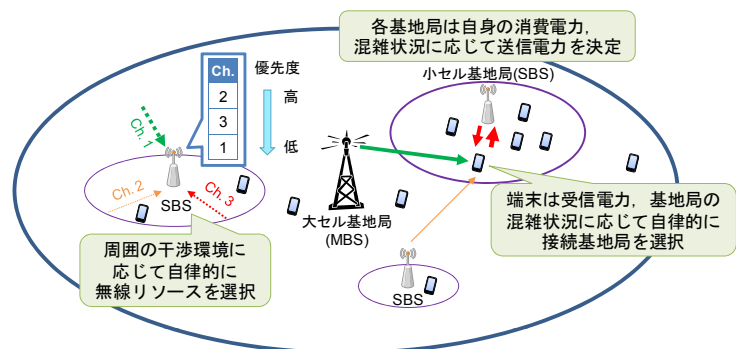 各基地局は自身の消費電力，
混雑状況に応じて送信電力を決定
小セル基地局(SBS)
Ch.
2
3
1
優先度
高
低
Ch. 1
Ch. 2
Ch. 3
SBS
大セル基地局
(MBS)
端末は受信電力，基地局の
混雑状況に応じて自律的に
接続基地局を選択
周囲の干渉環境に
応じて自律的に
無線リソースを選択
SBS